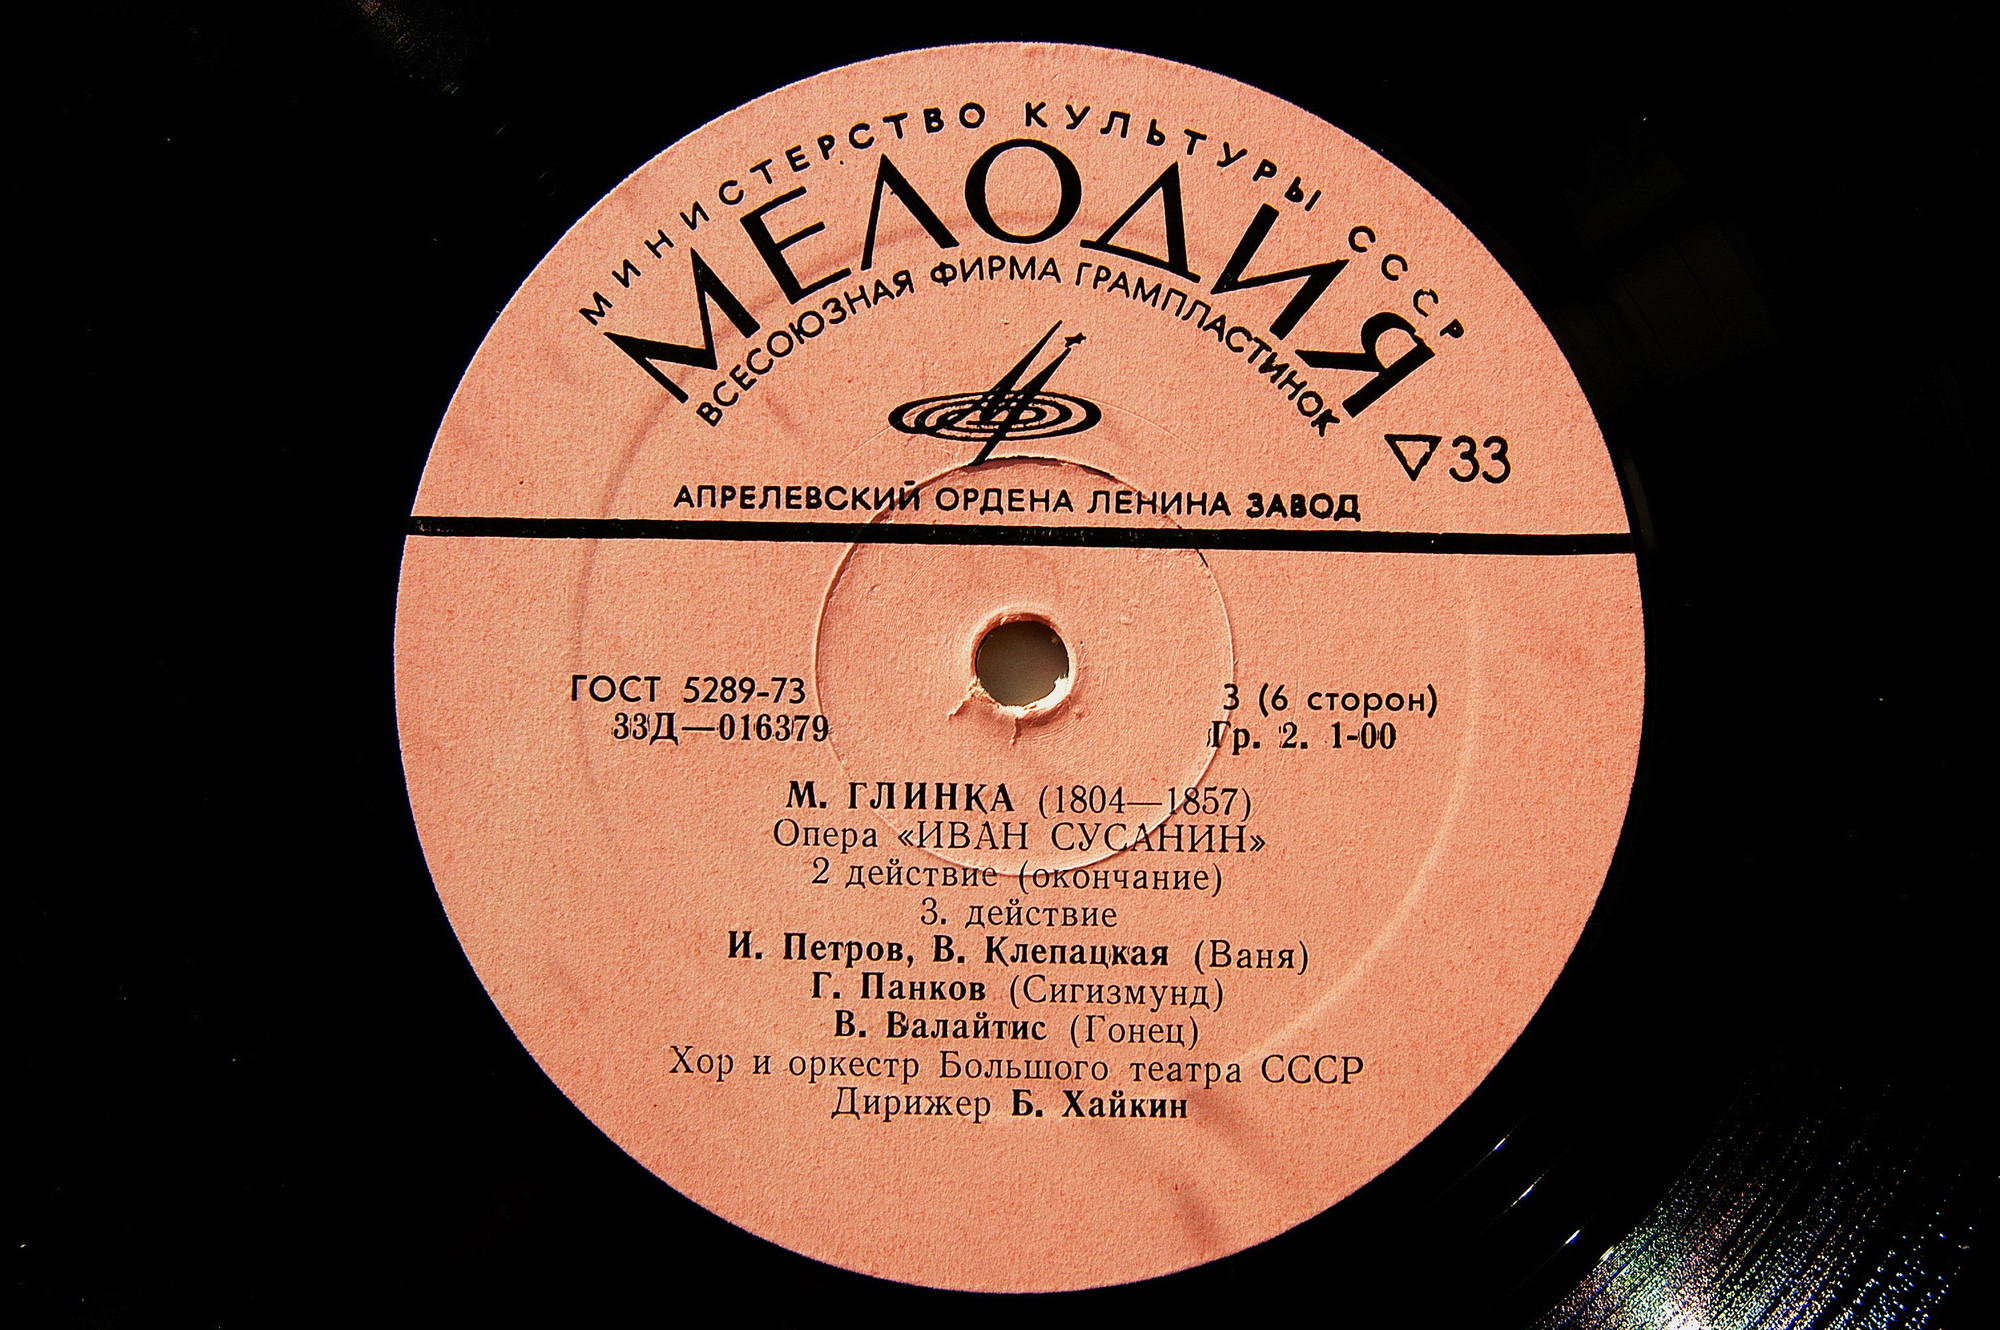 МИНИСТЕРСТВО КУЛЬТУРЫ СССР
МЕЛОДИЯ
ВСЕСОЮЗНАЯ ФИРМА ГРАМПЛАСТИНОК
33
АПРЕЛЕВСКИЙ ОРДЕНА ЛЕНИНА ЗАВОД
ГОСТ 5289-73
33Д—016379
3 (6 сторон)
Гр. 2. 1-00
М. ГЛИНКА (1804—1857)
Опера «ИВАН СУСАНИН»
2 действие (окончание)
3. действие
И. Петров, В. Клепацкая (Ваня)
Г. Панков (Сигизмунд)
В. Валайтис (Гонец)
Хор и оркестр Большого театра СССР
Дирижер Б. Хайкин